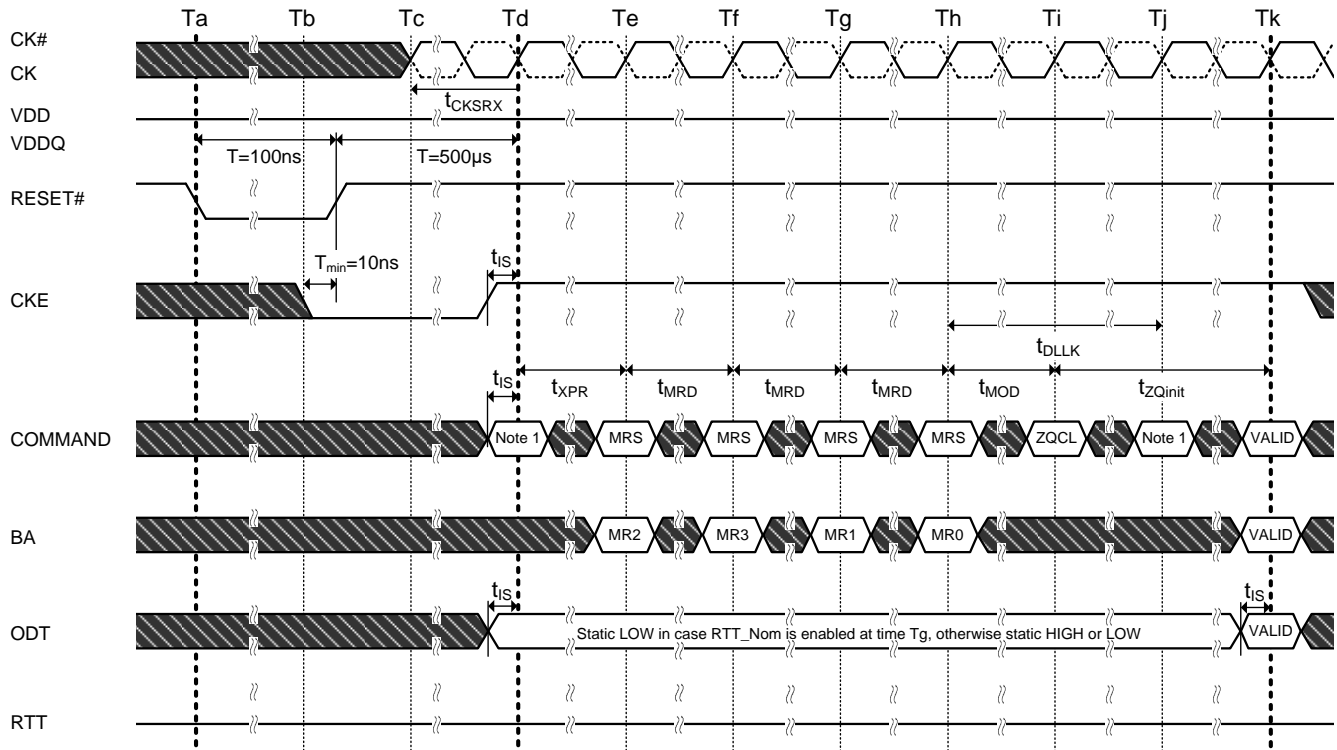 Ta Tb Tc Td Te Tf Tg Th Ti Tj Tk
CK#
CK
tCKSRX
VDD
VDDQ
T=100ns T=500µs
RESET#
Tmin=10ns tIS
CKE
tDLLK
tIS tXPR tMRD tMRD tMRD tMOD tZQinit
COMMAND Note 1 MRS MRS MRS MRS ZQCL Note 1 VALID
BA MR2 MR3 MR1 MR0 VALID
tIS tIS
ODT Static LOW in case RTT_Nom is enabled at time Tg, otherwise static HIGH or LOW VALID
RTT